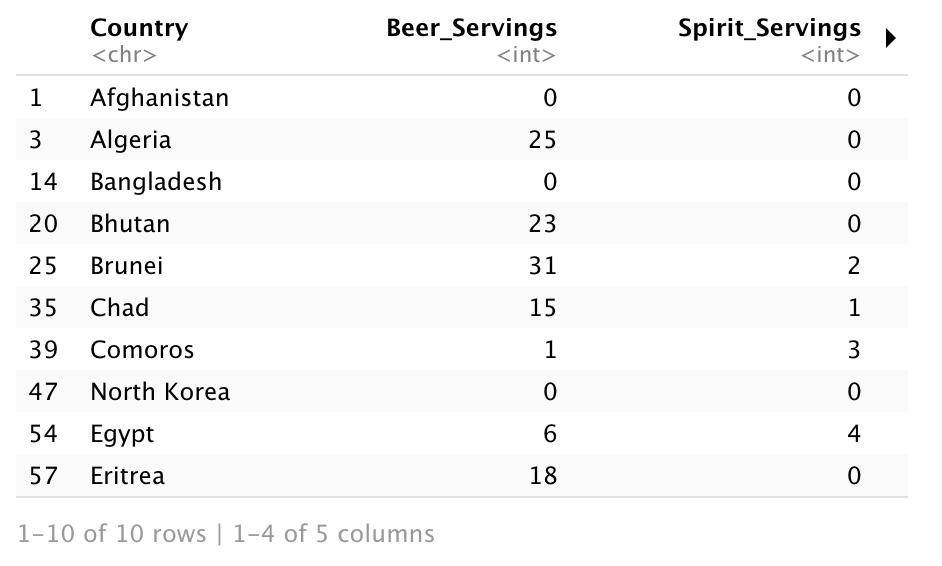 Country Beer_Servings Spirit_Servings
<chr> <int> <int>
1 Afghanistan 0 0
3 Algeria 25 0
14 Bangladesh 0 0
20 Bhutan 23 0
25 Brunei 31 2
35 Chad 15 1
39 Comoros 1 3
47 North Korea 0 0
54 Egypt 6 4
57 Eritrea 18 0
1-10 of 10 rows | 1-4 of 5 columns